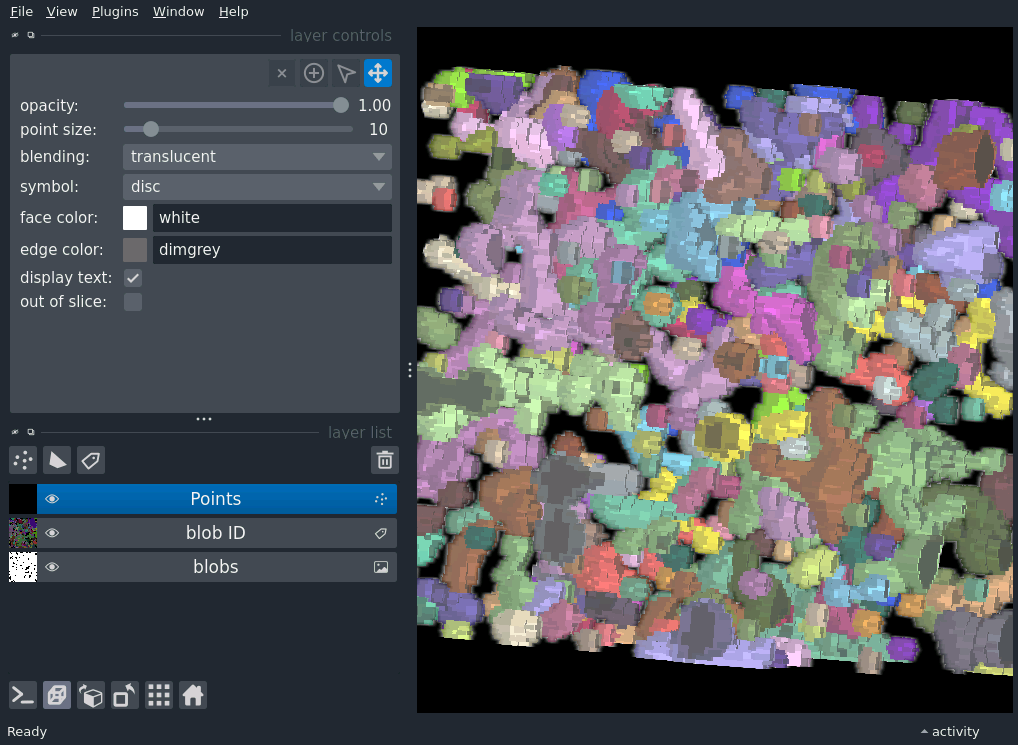 File View Plugins Window Help
layer controls
opacity: 1.00
point size: 10
blending: translucent
symbol: disc
face color: white
edge color: dimgrey
display text:
out of slice:
layer list
Points
blob ID
blobs
Ready activity